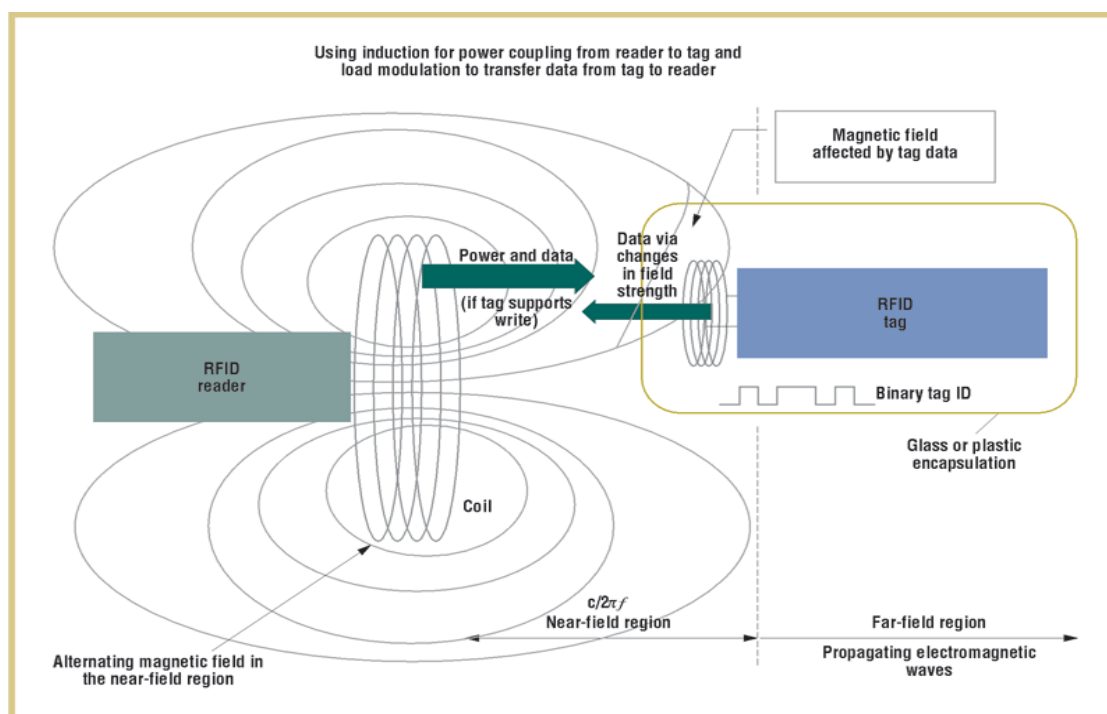 Using induction for power coupling from reader to tag and
load modulation to transfer data from tag to reader
Magnetic field
affected by tag data
Power and data
(if tag supports
write)
Data via
changes
in field
strength
RFID
reader
RFID
tag
Binary tag ID
Glass or plastic
encapsulation
Coil
c/2πf
Near-field region
Far-field region
Propagating electromagnetic
waves
Alternating magnetic field in
the near-field region